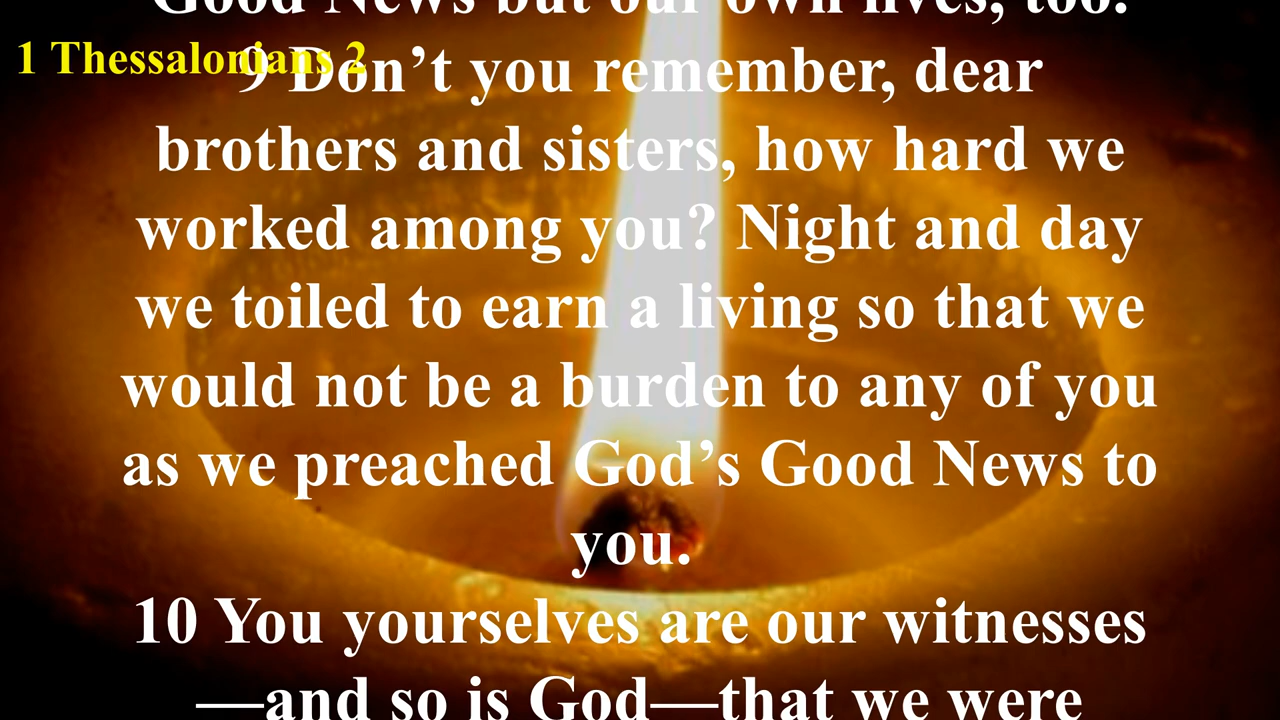 Good News but our own lives, too.
1 Thessalonians 2
9 Don’t you remember, dear
brothers and sisters, how hard we
worked among you? Night and day
we toiled to earn a living so that we
would not be a burden to any of you
as we preached God’s Good News to
you.
10 You yourselves are our witnesses
—and so is God—that we were